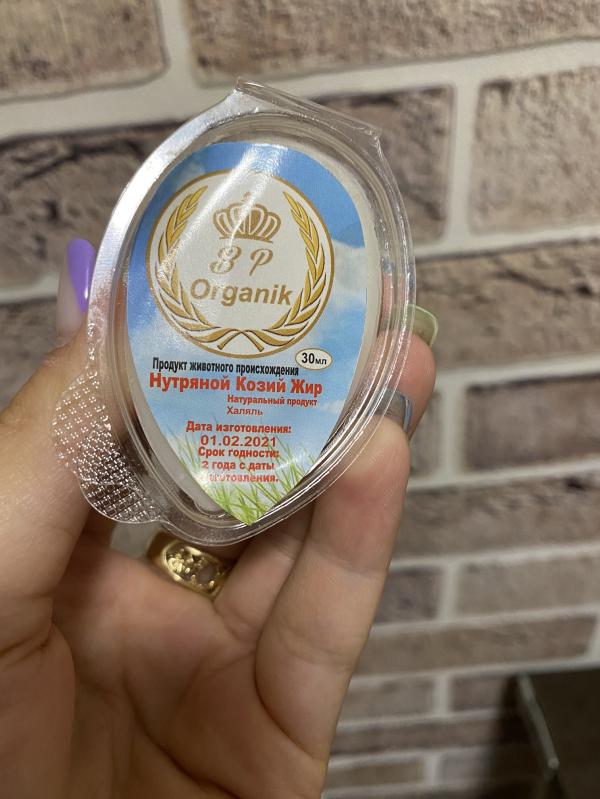 ВР
Organik
30мл
Продукт животного происхождения
Нутряной Козий Жир
Натуральный продукт
Халяль
Дата изготовления:
01.02.2021
Срок годности:
2 года с даты
изготовления.